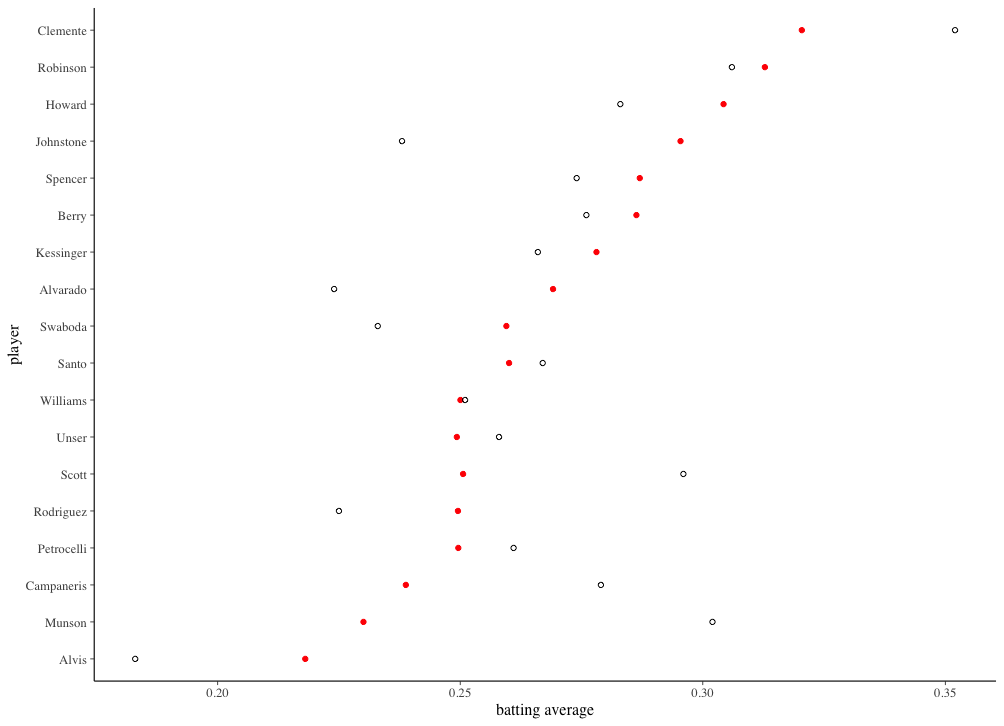 Clemente
Robinson
Howard
Johnstone
Spencer
Berry
Kessinger
Alvarado
Swaboda
Santo
Williams
Unser
Scott
Rodriguez
Petrocelli
Campaneris
Munson
Alvis
player
0.20 0.25 0.30 0.35
batting average